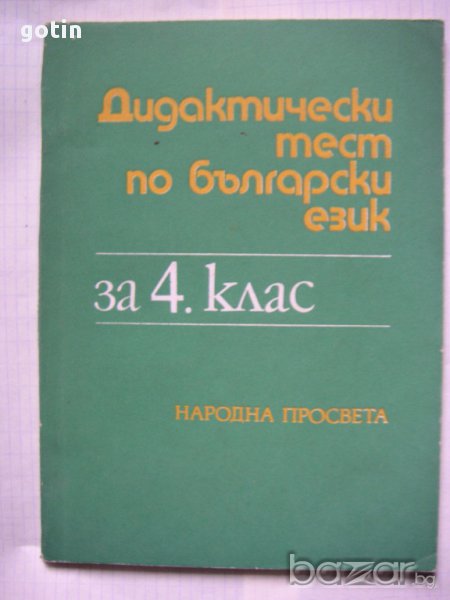 gotin
Дидактически
тест
по български
език
за 4. клас
НАРОДНА ПРОСВЕТА
bazar.bg